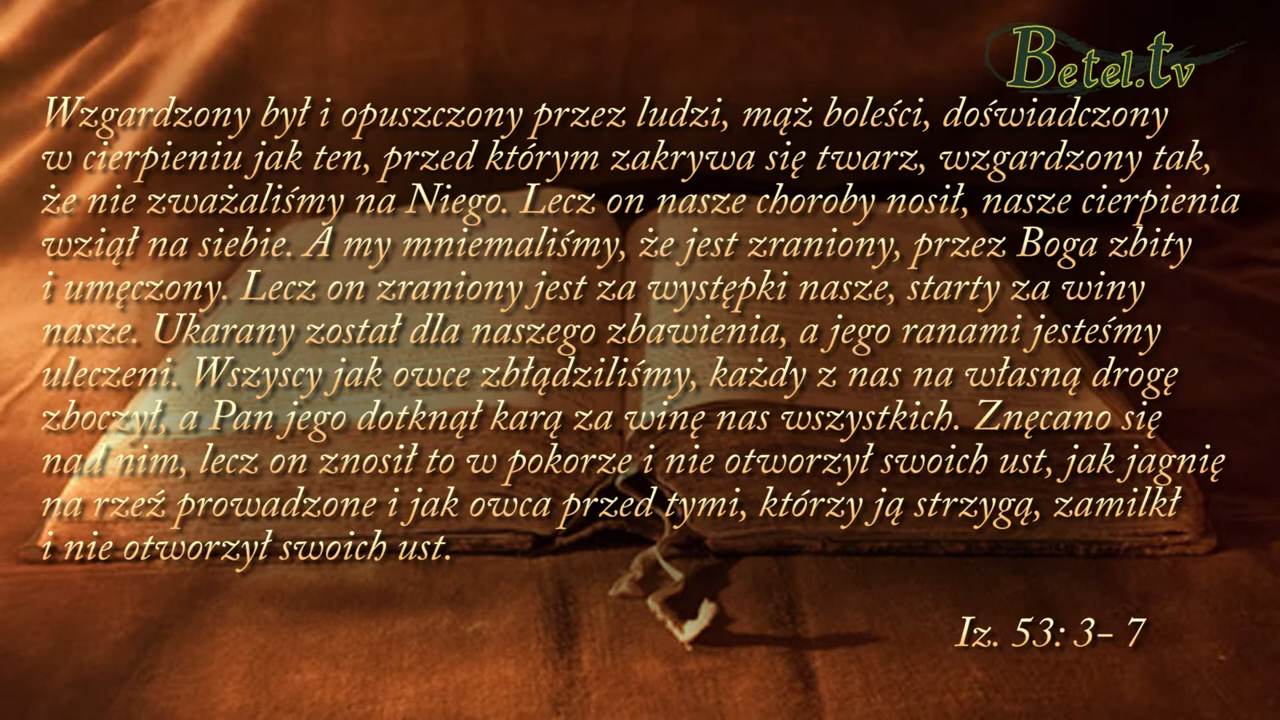 Betel.tv
Wzgardzony był i opuszczony przez ludzi, mąż boleści, doświadczony
w cierpieniu jak ten, przed którym zakrywa się twarz, wzgardzony tak,
że nie zważaliśmy na Niego. Lecz on nasze choroby nosił, nasze cierpienia
wziął na siebie. A my mniemaliśmy, że jest zraniony, przez Boga zbity
i umęczony. Lecz on zraniony jest za występki nasze, starty za winy
nasze. Ukarany został dla naszego zbawienia, a jego ranami jesteśmy
uleczeni. Wszyscy jak owce zbłądziliśmy, każdy z nas na własną drogę
zboczył, a Pan jego dotknął karą za winę nas wszystkich. Znęcano się
nad nim, lecz on znosił to w pokorze i nie otworzył swoich ust, jak jagnię
na rzeź prowadzone i jak owca przed tymi, którzy ją strzygą, zamilkł
i nie otworzył swoich ust.
Iz. 53: 3- 7